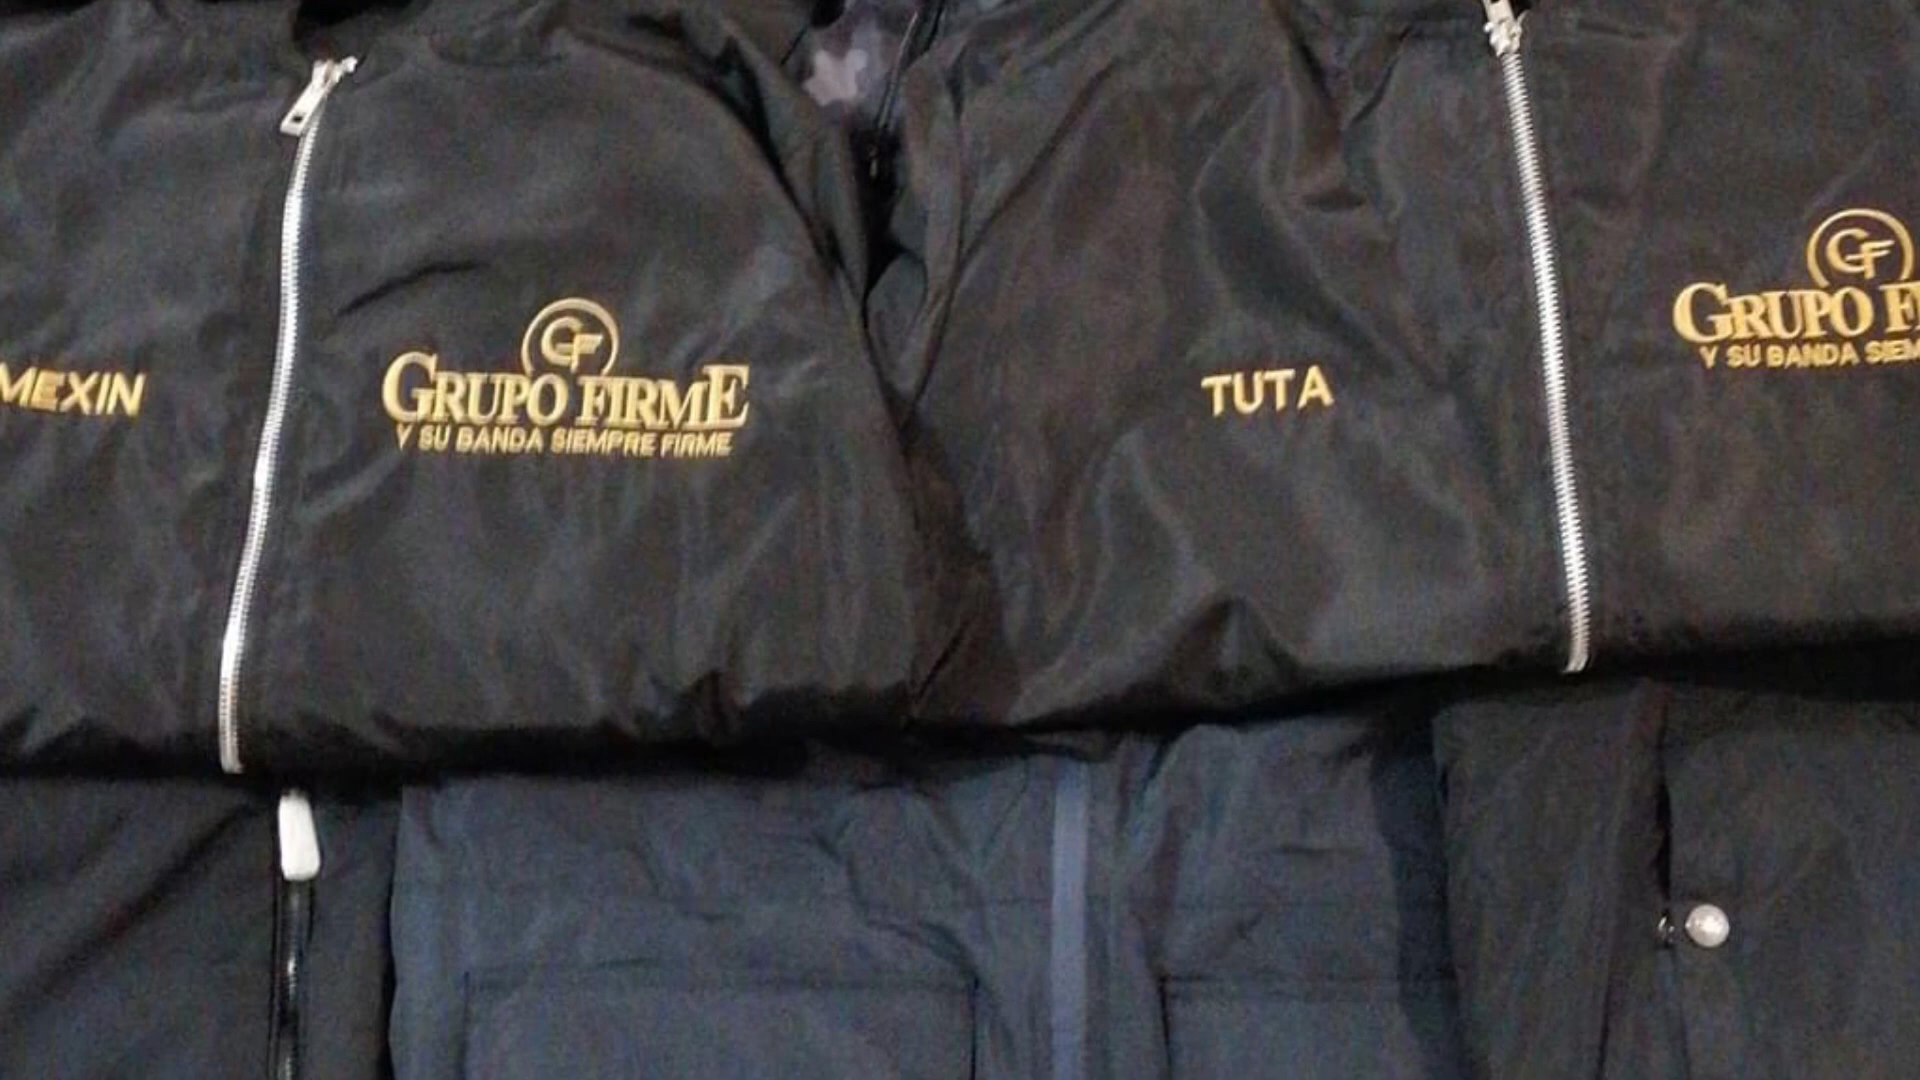 MEXIN
GF
GRUPO FIRME
Y SU BANDA SIEMPRE FIRME
TUTA
GF
GRUPO FI
Y SU BANDA SIEM